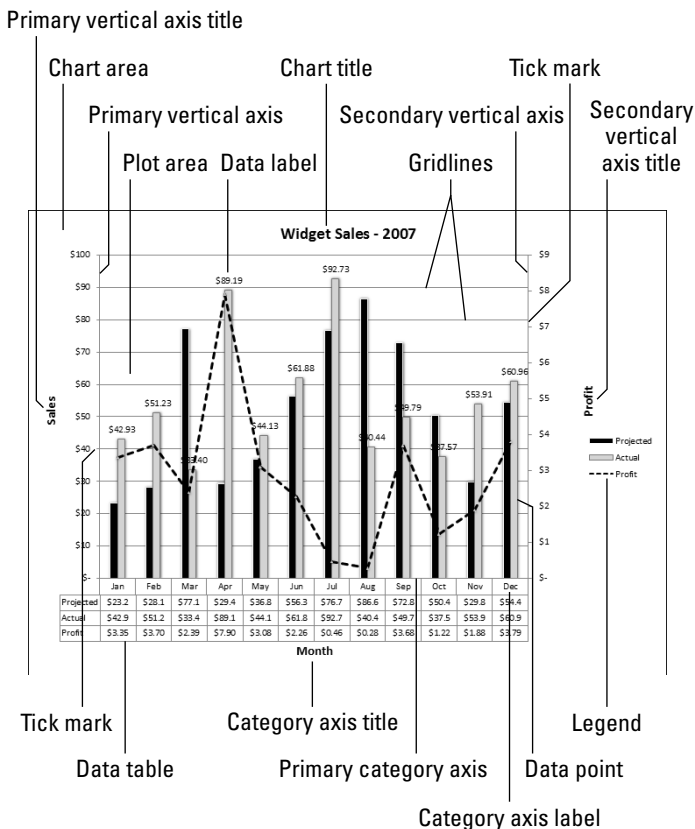 Primary vertical axis title
Chart area Chart title Tick mark
Primary vertical axis Secondary vertical axis Secondary
vertical
axis title
Plot area Data label Gridlines
Widget Sales - 2007
$100 $9
$90 $8
$80 $7
$70 $6
$60 $5
$50 $4
$40 $3
$30 $2
$20 $1
$10 $-
$-
Sales
Profit
$42.93 $51.23 $89.19 $44.13 $61.88 $92.73 $49.79 $53.91 $60.96
Projected
Actual
Profit
Jan Feb Mar Apr May Jun Jul Aug Sep Oct Nov Dec
Projected $23.2 $28.1 $77.1 $29.4 $36.8 $56.3 $76.7 $86.6 $72.8 $50.4 $29.8 $54.4
Actual $42.9 $51.2 $33.4 $89.1 $44.1 $61.8 $92.7 $40.4 $49.7 $37.5 $53.9 $60.9
Profit $3.35 $3.70 $2.39 $7.90 $3.08 $2.26 $0.46 $0.28 $3.68 $1.22 $1.88 $3.79
Month
Tick mark Category axis title Legend
Data table Primary category axis Data point
Category axis label